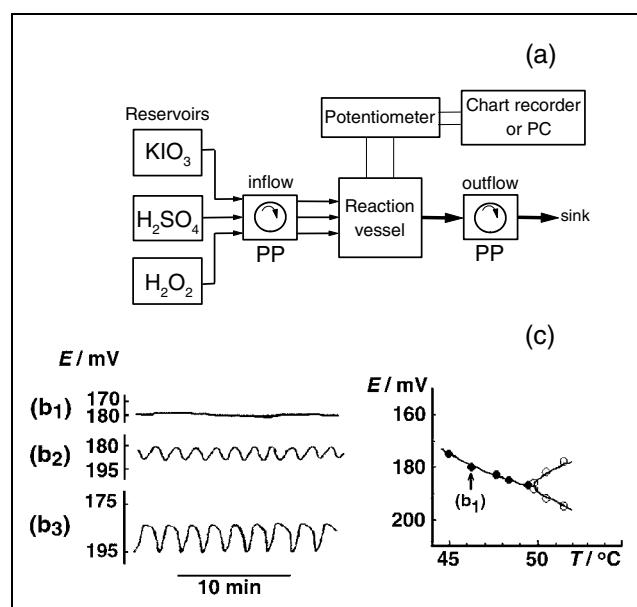 (a)
Reservoirs
KIO₃
H₂SO₄
H₂O₂
inflow
PP
Reaction
vessel
Potentiometer
Chart recorder
or PC
outflow
PP
sink
E / mV
(b₁)
170
180
(b₂)
180
195
(b₃)
175
195
10 min
(c)
E / mV
160
180
200
(b₁)
45
50
T / °C